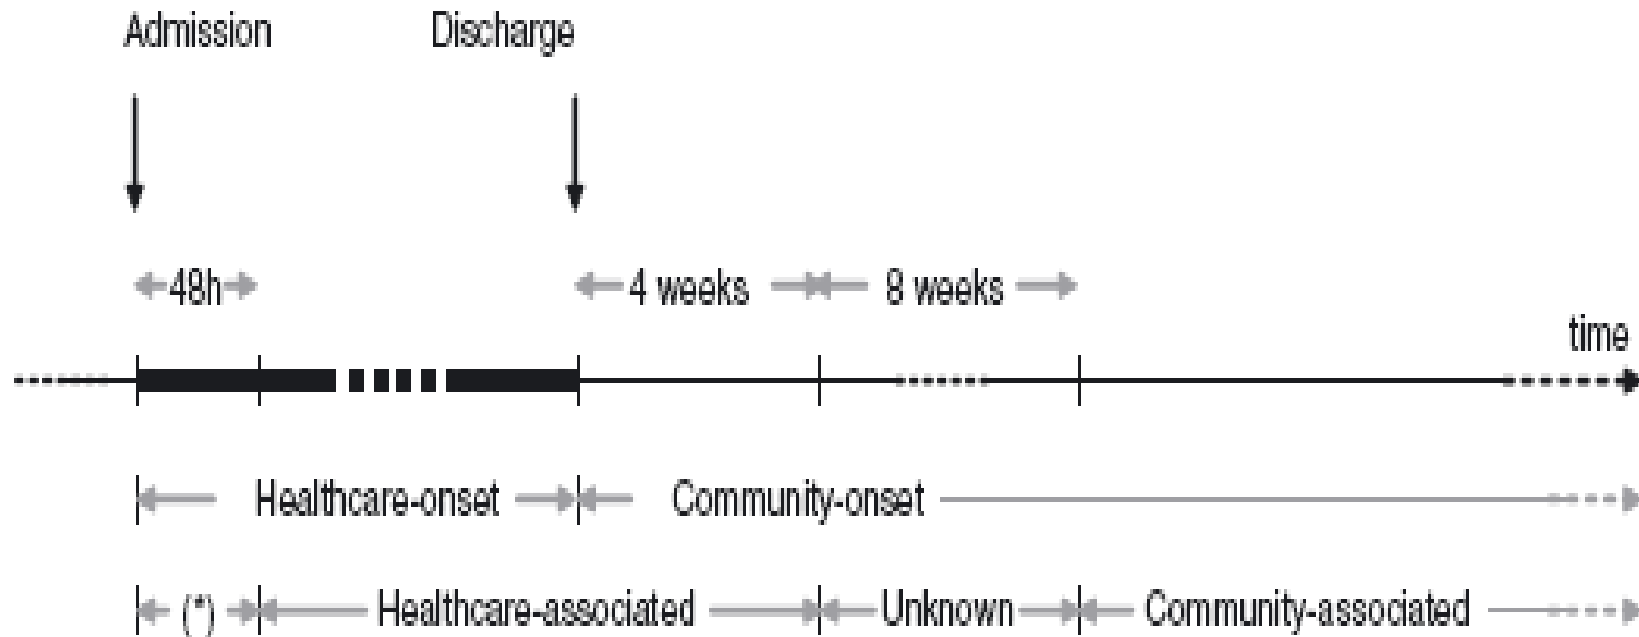 Admission Discharge
48h 4 weeks 8 weeks
time
Healthcare-onset Community-onset
(*) Healthcare-associated Unknown Community-associated